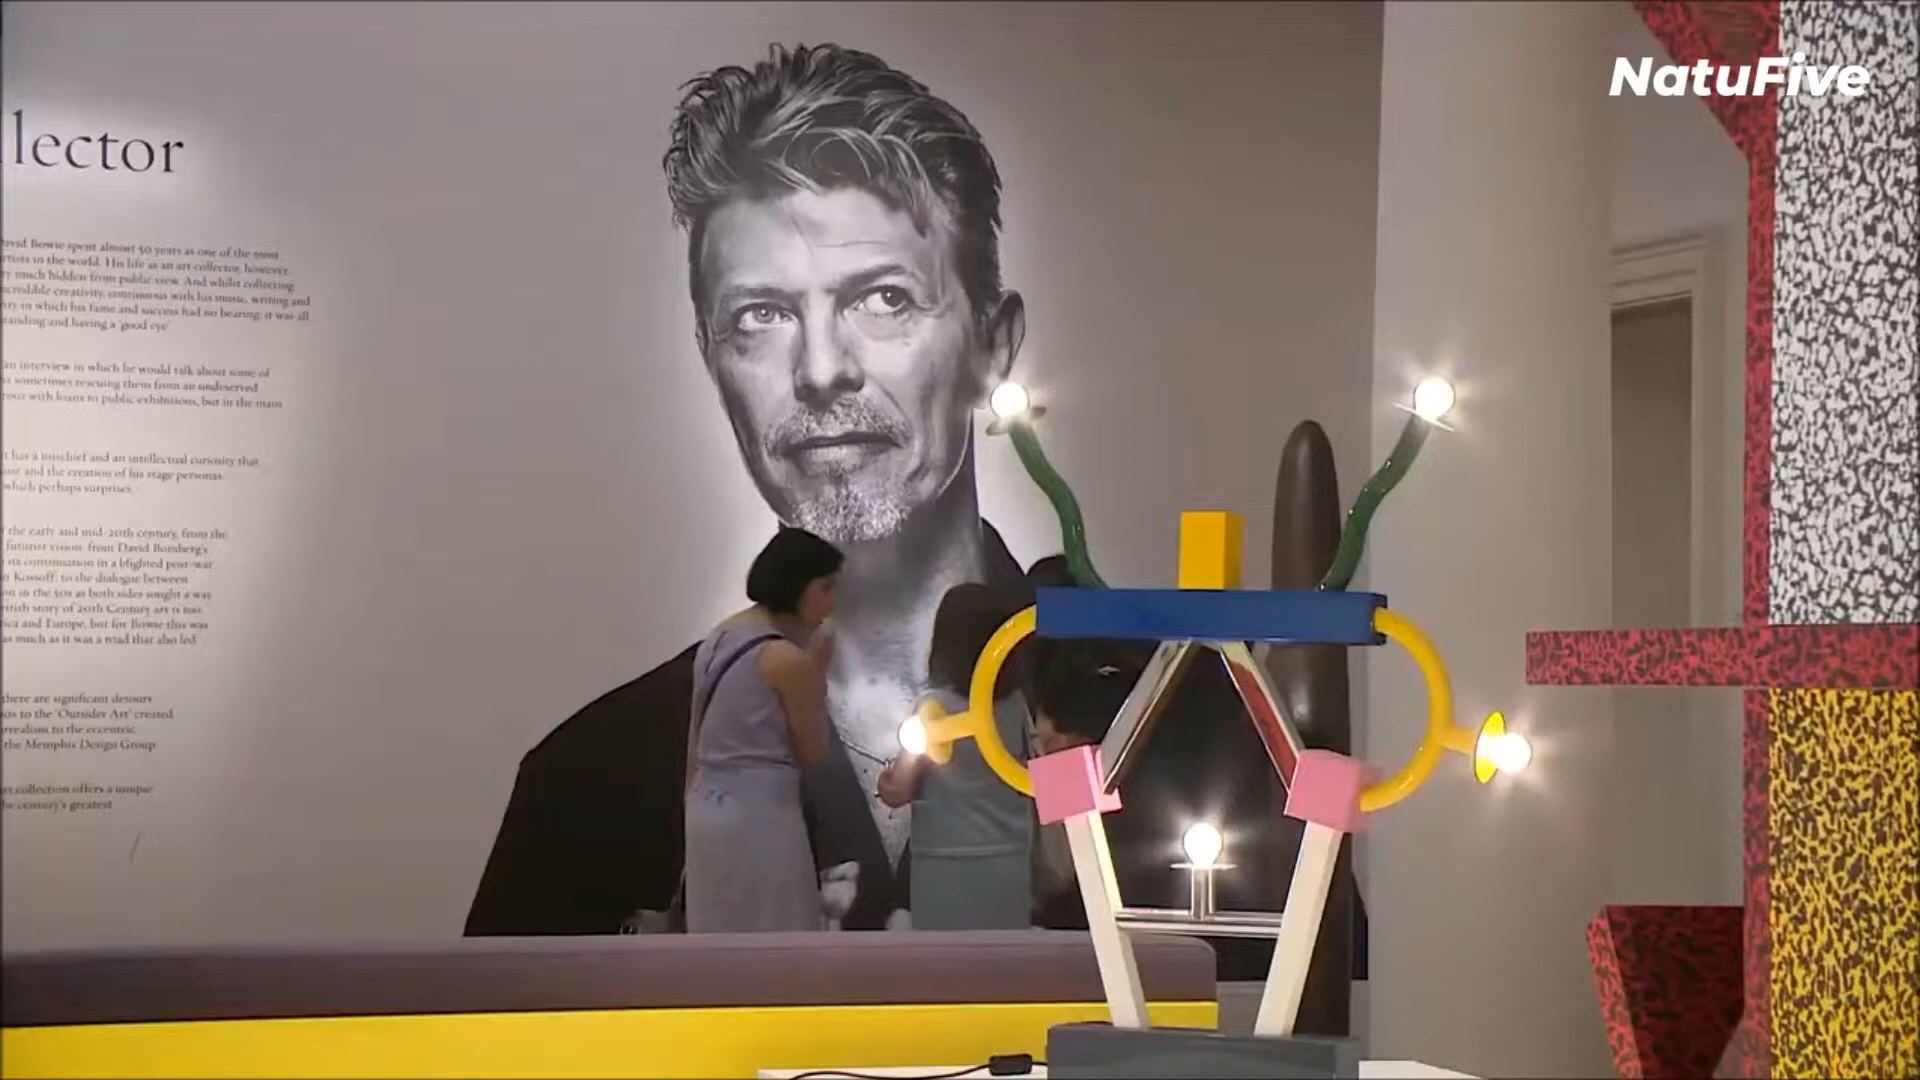 NatuFive
lector
avid Bowie spent almost 50 years as one of the most
rtists in the world. His life as an art collector, however,
ry much hidden from public view. And whilst collecting
ncredible creativity, continuous with his music, writing and
try in which his fame and success had no bearing: it was all
tanding and having a 'good eye'
an interview in which he would talk about some of
s sometimes rescuing them from an undeserved
rous with loans to public exhibitions, but in the main
t has a mischief and an intellectual curiosity that
and the creation of his stage personas.
which perhaps surprises.
f the early and mid-20th century, from the
futurist vision, from David Bomberg's
its continuation in a blighted post-war
Kossoff; to the dialogue between
on in the 50s as both sides sought a way
ritish story of 20th Century art is too.
ica and Europe, but for Bowie this was
as much as it was a road that also led
there are significant detours
os to the 'Outsider Art' created
rrealism to the eccentric
the Memphis Design Group
art collection offers a unique
he century's greatest